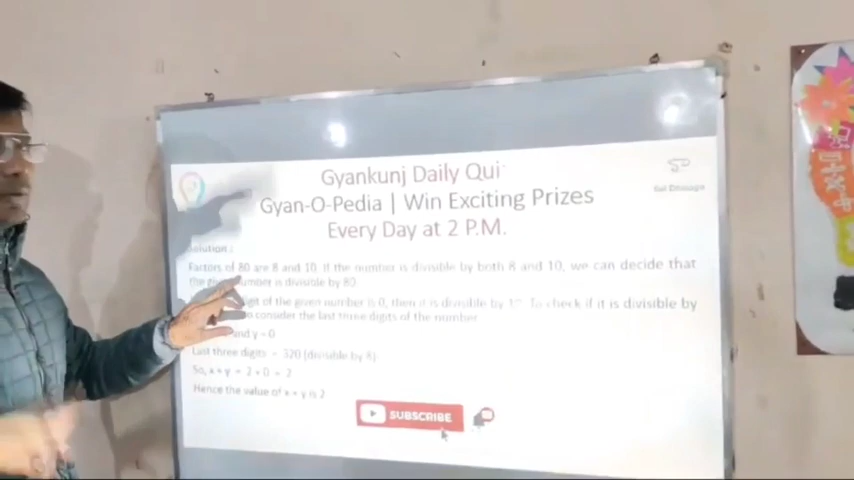 Gyankunj Daily Qui
Gyan-O-Pedia | Win Exciting Prizes
Every Day at 2 P.M.
Solution :
Factors of 80 are 8 and 10. If the number is divisible by both 8 and 10, we can decide that
the number is divisible by 80.
digit of the given number is 0, then it is divisible by 10. To check if it is divisible by
consider the last three digits of the number
and y = 0
Last three digits = 320 (divisible by 8)
So, x + y = 2 + 0 = 2
Hence the value of x + y is 2
SUBSCRIBE